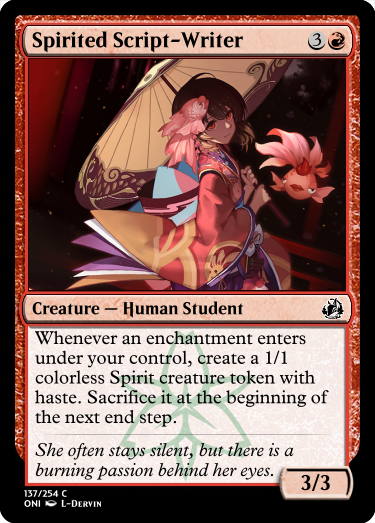 Spirited Script-Writer 3
Creature — Human Student
Whenever an enchantment enters
under your control, create a 1/1
colorless Spirit creature token with
haste. Sacrifice it at the beginning of
the next end step.
She often stays silent, but there is a
burning passion behind her eyes.
3/3
137/254 C
ONI L-Dervin